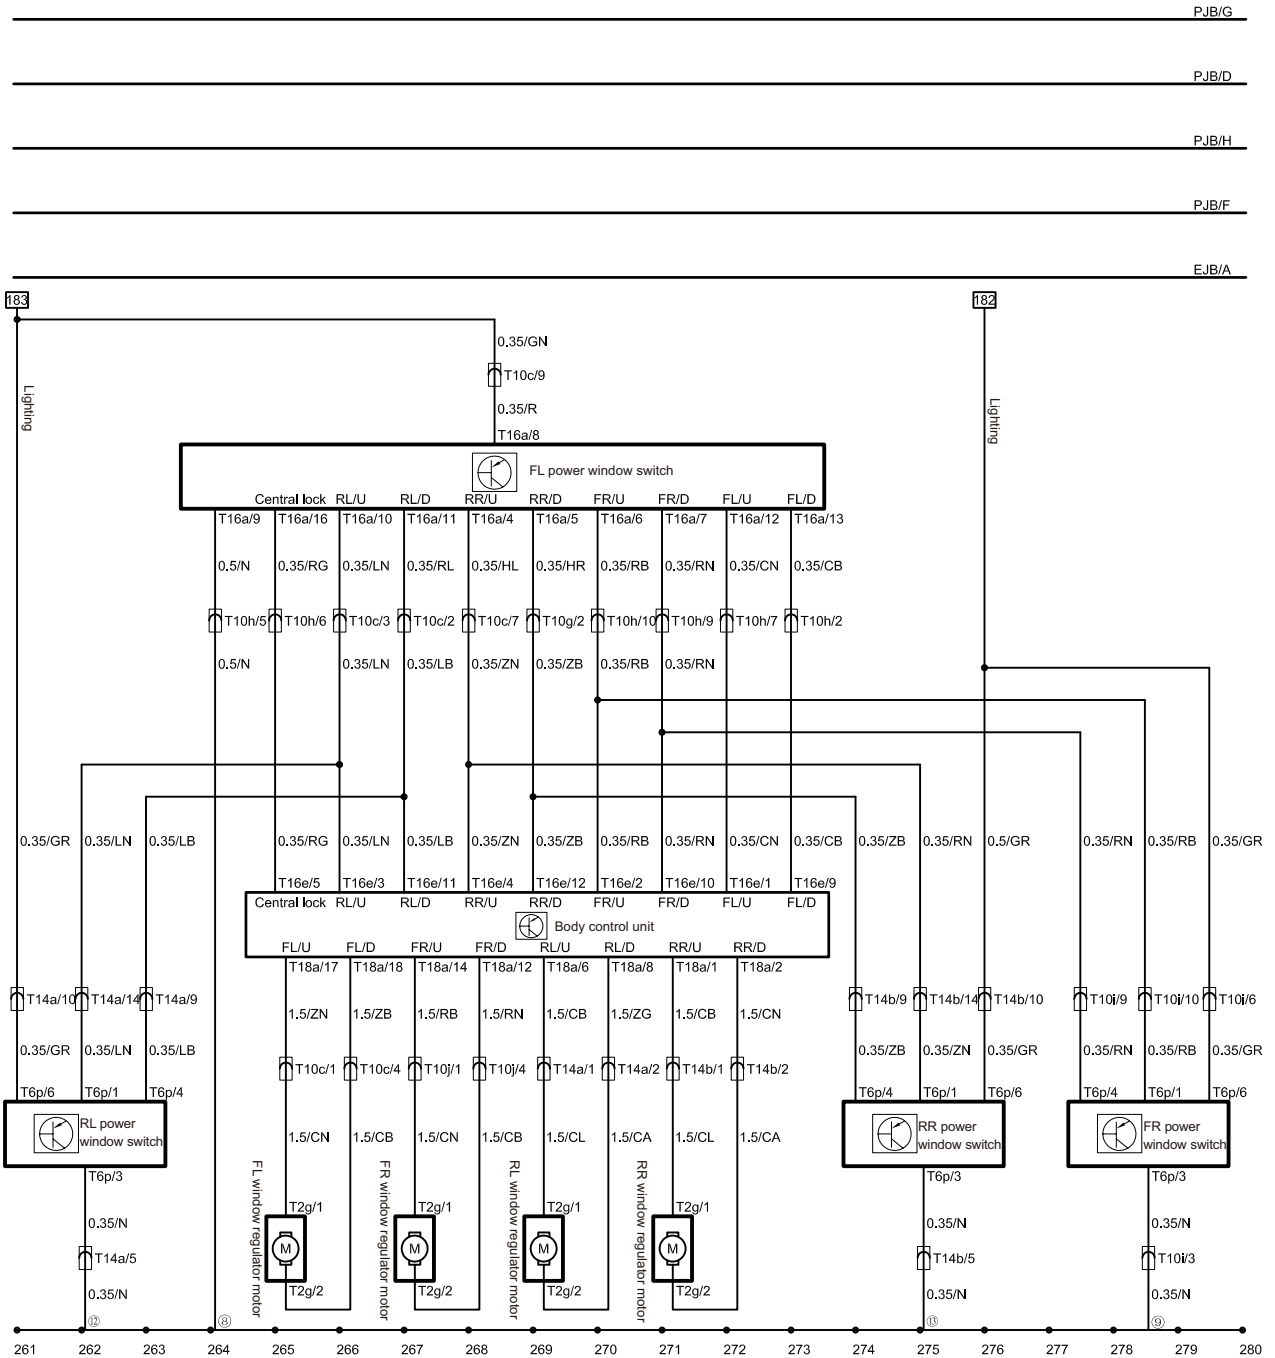 PJB/G
PJB/D
PJB/H
PJB/F
EJB/A
183
182
0.35/GN
T10c/9
Lighting
Lighting
0.35/R
T16a/8
FL power window switch
Central lock RL/U RL/D RR/U RR/D FR/U FR/D FL/U FL/D
T16a/9 T16a/16 T16a/10 T16a/11 T16a/4 T16a/5 T16a/6 T16a/7 T16a/12 T16a/13
0.5/N 0.35/RG 0.35/LN 0.35/RL 0.35/HL 0.35/HR 0.35/RB 0.35/RN 0.35/CN 0.35/CB
T10h/5 T10h/6 T10c/3 T10c/2 T10c/7 T10g/2 T10h/10 T10h/9 T10h/7 T10h/2
0.5/N 0.35/LN 0.35/LB 0.35/ZN 0.35/ZB 0.35/RB 0.35/RN
0.35/GR 0.35/LN 0.35/LB 0.35/RG 0.35/LN 0.35/LB 0.35/ZN 0.35/ZB 0.35/RB 0.35/RN 0.35/CN 0.35/CB 0.35/ZB 0.35/RN 0.5/GR 0.35/RN 0.35/RB 0.35/GR
T16e/5 T16e/3 T16e/11 T16e/4 T16e/12 T16e/2 T16e/10 T16e/1 T16e/9
Central lock RL/U RL/D RR/U RR/D FR/U FR/D FL/U FL/D
Body control unit
FL/U FL/D FR/U FR/D RL/U RL/D RR/U RR/D
T18a/17 T18a/18 T18a/14 T18a/12 T18a/6 T18a/8 T18a/1 T18a/2
T14a/10 T14a/14 T14a/9 T14b/9 T14b/14 T14b/10 T10i/9 T10i/10 T10i/6
1.5/ZN 1.5/ZB 1.5/RB 1.5/RN 1.5/CB 1.5/ZG 1.5/CB 1.5/CN
0.35/GR 0.35/LN 0.35/LB 0.35/ZB 0.35/ZN 0.35/GR 0.35/RN 0.35/RB 0.35/GR
T10c/1 T10c/4 T10j/1 T10j/4 T14a/1 T14a/2 T14b/1 T14b/2
T6p/6 T6p/1 T6p/4 T6p/4 T6p/1 T6p/6 T6p/4 T6p/1 T6p/6
RL power
window switch
RR power
window switch
FR power
window switch
1.5/CN 1.5/CB 1.5/CN 1.5/CB 1.5/CL 1.5/CA 1.5/CL 1.5/CA
FL window regulator motor
FR window regulator motor
RL window regulator motor
RR window regulator motor
T6p/3 T6p/3 T6p/3
T2g/1 T2g/1 T2g/1 T2g/1
0.35/N 0.35/N 0.35/N
M M M M
T14a/5 T14b/5 T10i/3
T2g/2 T2g/2 T2g/2 T2g/2
0.35/N 0.35/N 0.35/N
⑫ ⑧ ⑬ ⑨
261 262 263 264 265 266 267 268 269 270 271 272 273 274 275 276 277 278 279 280